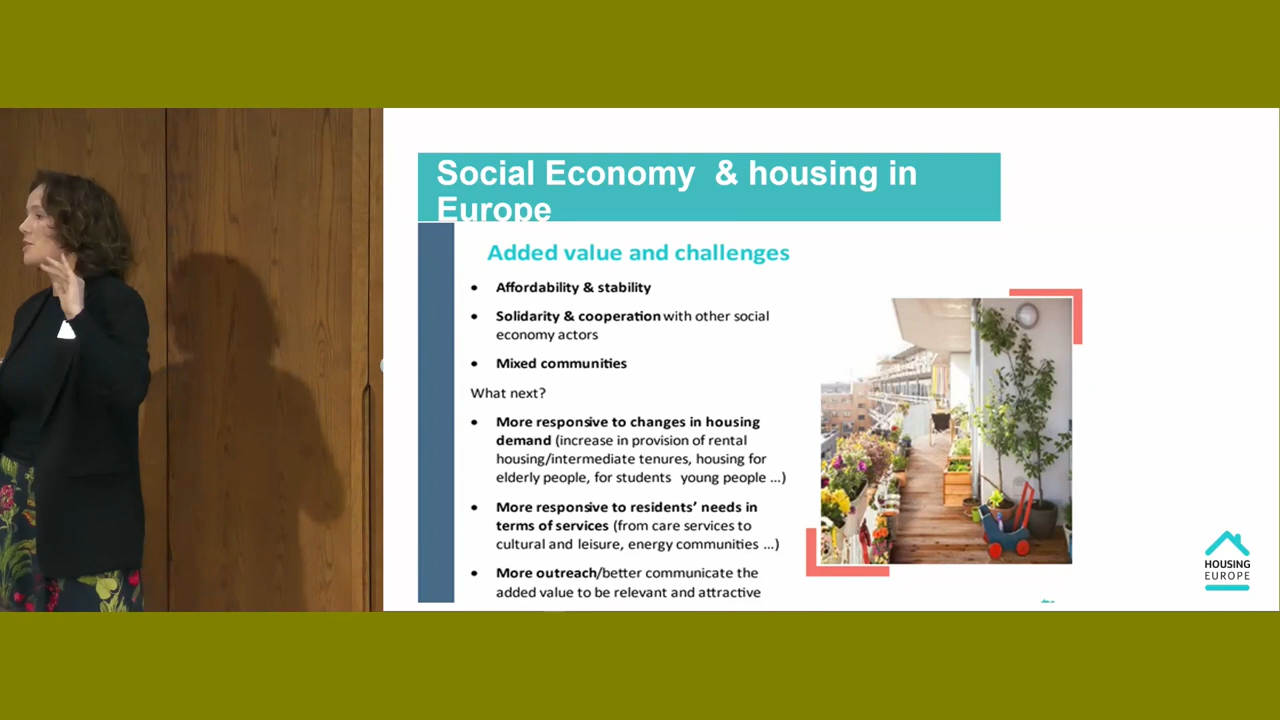 Social Economy  & housing in
Europe
Added value and challenges
• Affordability & stability
• Solidarity & cooperation with other social
economy actors
• Mixed communities
What next?
• More responsive to changes in housing
demand (increase in provision of rental
housing/intermediate tenures, housing for
elderly people, for students  young people ...)
• More responsive to residents’ needs in
terms of services (from care services to
cultural and leisure, energy communities ...)
• More outreach/better communicate the
added value to be relevant and attractive
HOUSING
EUROPE